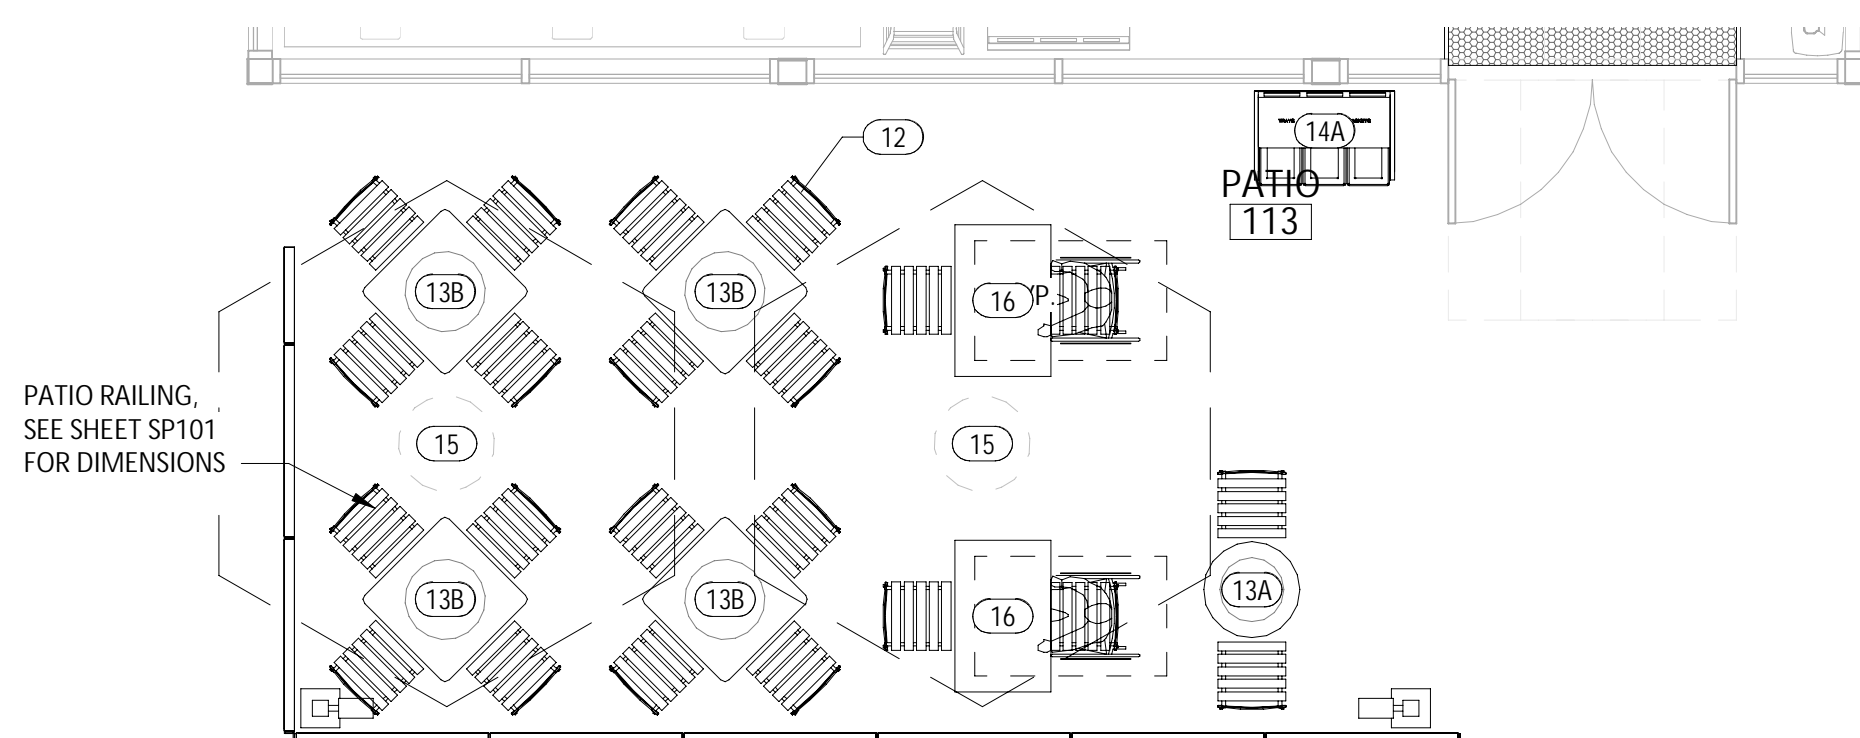 12
14A
PATIO
113
13B
13B
16
YP.
PATIO RAILING,
SEE SHEET SP101
FOR DIMENSIONS
15
15
13B
13B
16
13A